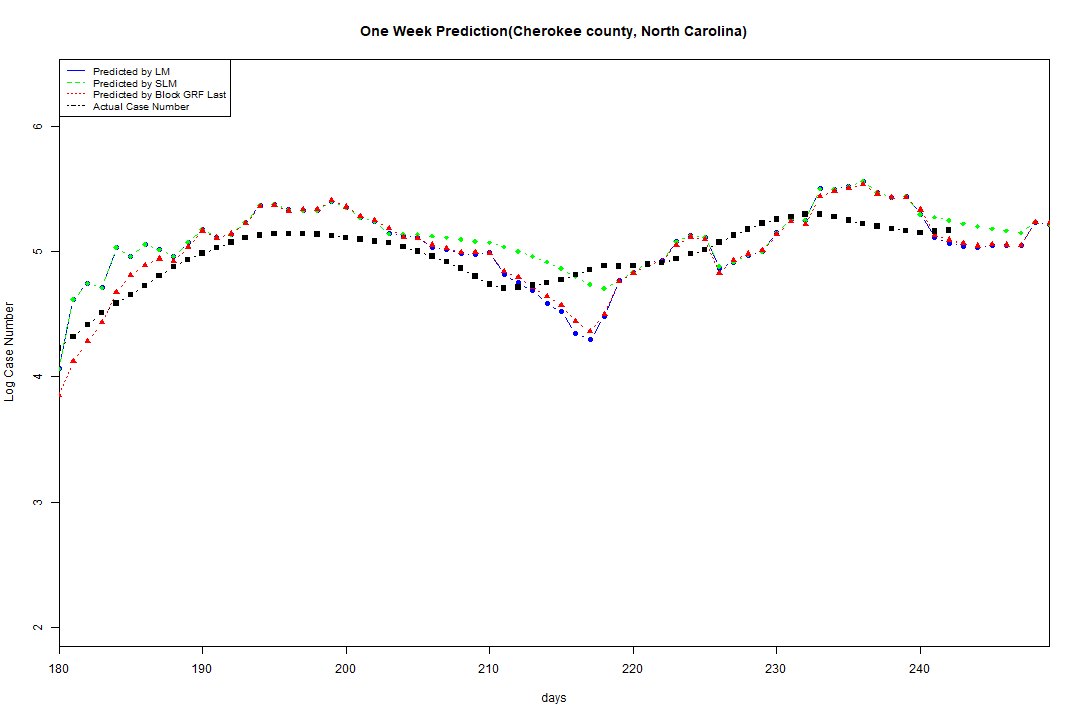 One Week Prediction(Cherokee county, North Carolina)
Predicted by LM
Predicted by SLM
Predicted by Block GRF Last
Actual Case Number
6
5
4
3
2
Log Case Number
180 190 200 210 220 230 240
days